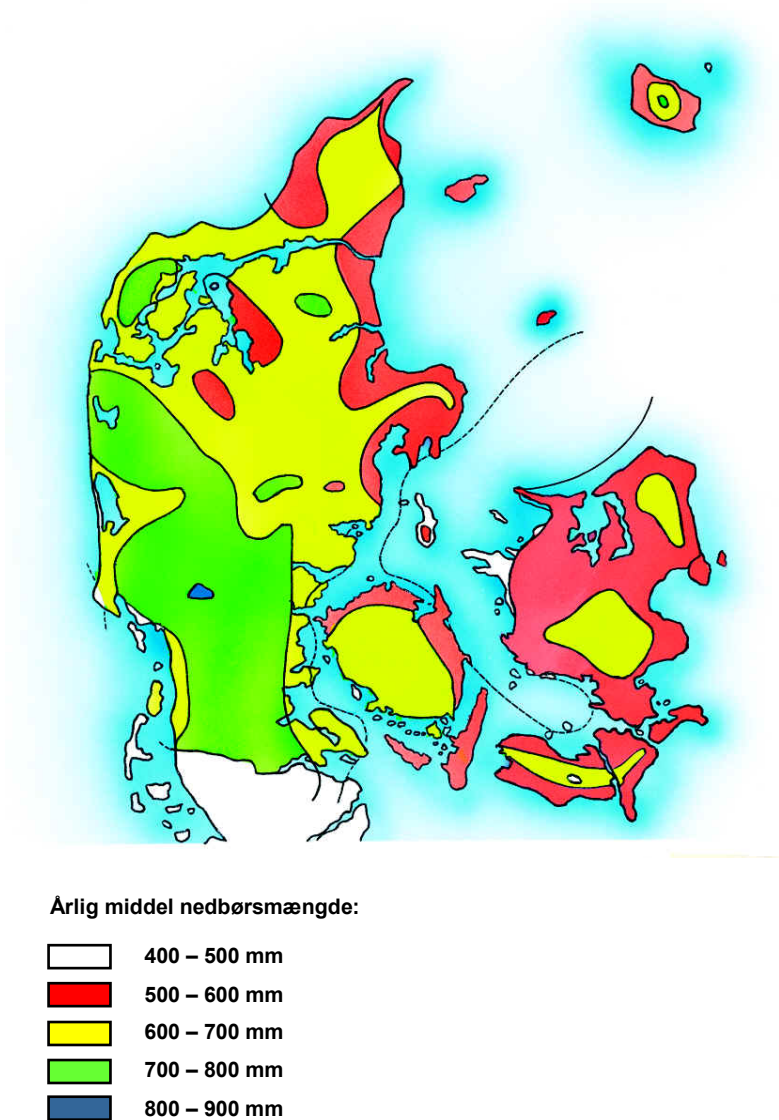 Årlig middel nedbørsmængde:
400 – 500 mm
500 – 600 mm
600 – 700 mm
700 – 800 mm
800 – 900 mm